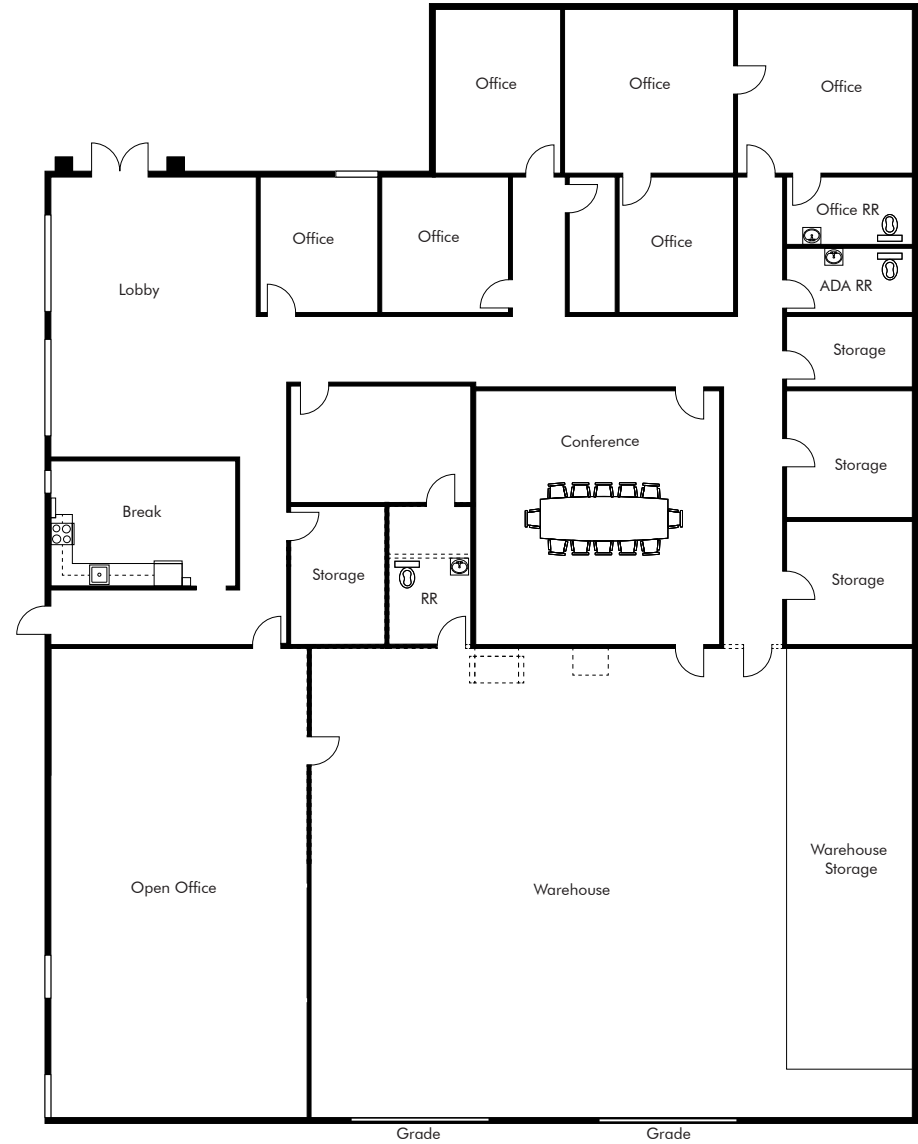 Office
Office
Office
Office RR
Office
Office
Office
Lobby
ADA RR
Storage
Conference
Storage
Break
Storage
Storage
RR
Warehouse
Storage
Open Office
Warehouse
Grade
Grade